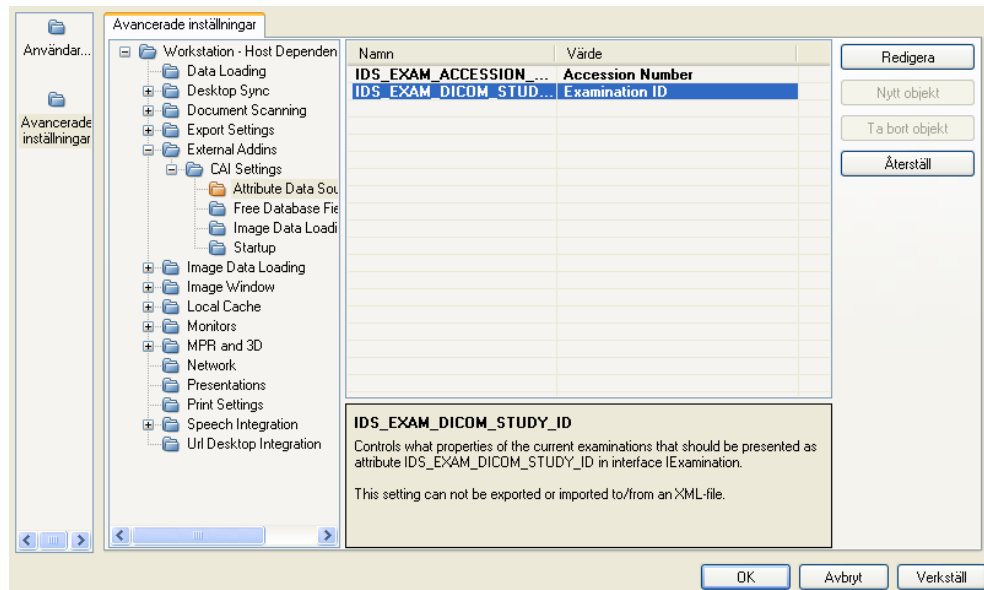 Avancerade inställningar
Användar...
Avancerade
inställningar
Workstation - Host Dependen
Data Loading
Desktop Sync
Document Scanning
Export Settings
External Addins
CAI Settings
Attribute Data Sou
Free Database Fie
Image Data Loadi
Startup
Image Data Loading
Image Window
Local Cache
Monitors
MPR and 3D
Network
Presentations
Print Settings
Speech Integration
Url Desktop Integration
Namn Värde
IDS_EXAM_ACCESSION_... Accession Number
IDS_EXAM_DICOM_STUD... Examination ID
IDS_EXAM_DICOM_STUDY_ID
Controls what properties of the current examinations that should be presented as
attribute IDS_EXAM_DICOM_STUDY_ID in interface IExamination.
This setting can not be exported or imported to/from an XML-file.
Redigera
Nytt objekt
Ta bort objekt
Återställ
OK Avbryt Verkställ